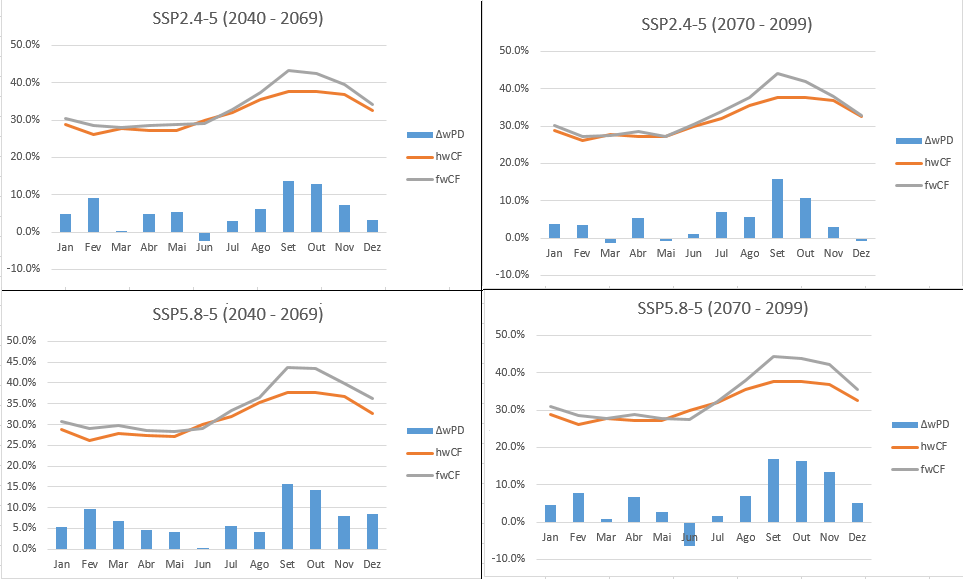 SSP2.4-5 (2040 - 2069)
50.0%
40.0%
30.0%
20.0%
10.0%
0.0%
-10.0%
Jan Fev Mar Abr Mai Jun Jul Ago Set Out Nov Dez
ΔwPD
hwCF
fwCF
SSP2.4-5 (2070 - 2099)
50.0%
40.0%
30.0%
20.0%
10.0%
0.0%
-10.0%
Jan Fev Mar Abr Mai Jun Jul Ago Set Out Nov Dez
ΔwPD
hwCF
fwCF
SSP5.8-5 (2040 - 2069)
50.0%
45.0%
40.0%
35.0%
30.0%
25.0%
20.0%
15.0%
10.0%
5.0%
0.0%
Jan Fev Mar Abr Mai Jun Jul Ago Set Out Nov Dez
ΔwPD
hwCF
fwCF
SSP5.8-5 (2070 - 2099)
50.0%
40.0%
30.0%
20.0%
10.0%
0.0%
-10.0%
Jan Fev Mar Abr Mai Jun Jul Ago Set Out Nov Dez
ΔwPD
hwCF
fwCF